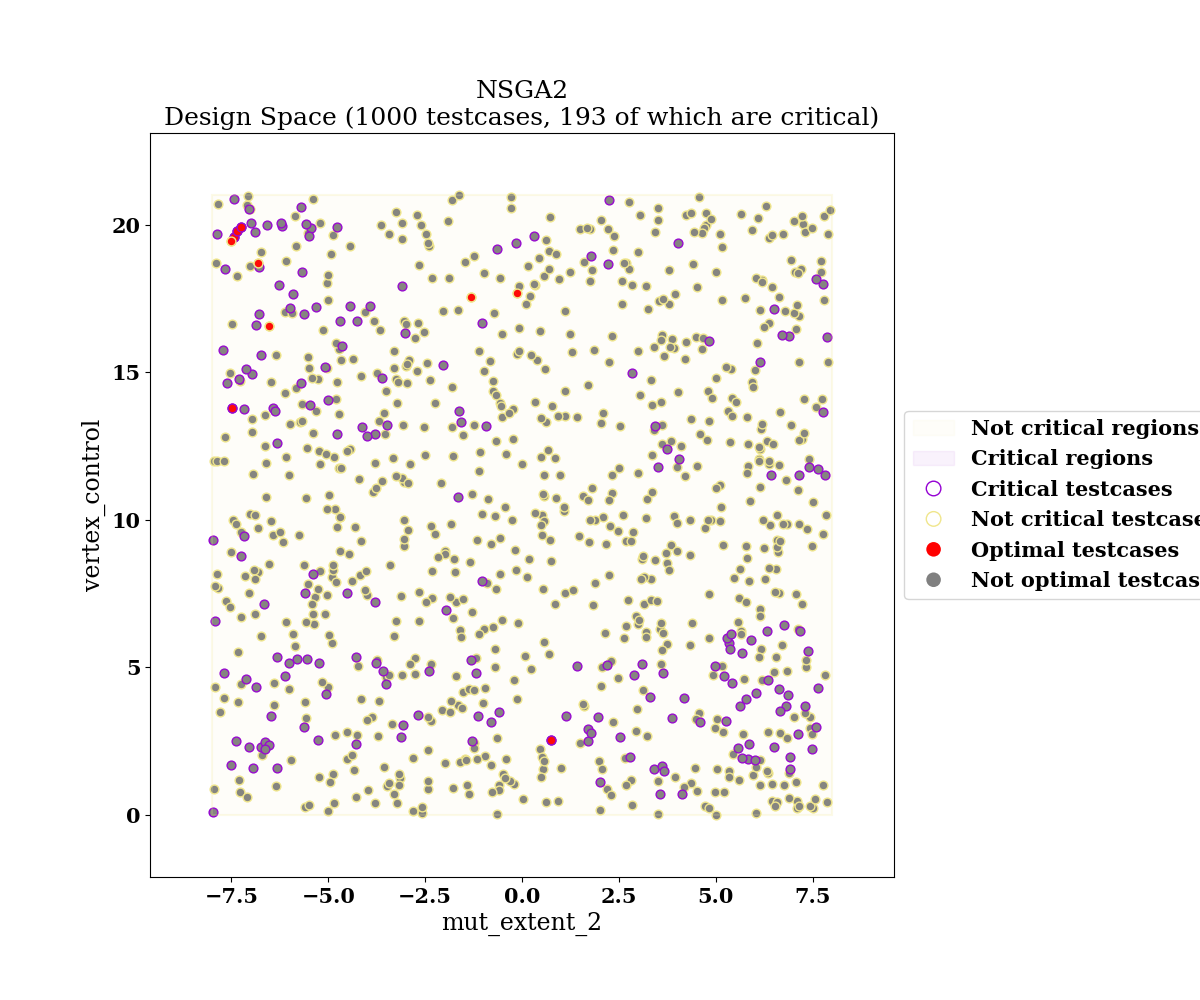 NSGA2
Design Space (1000 testcases, 193 of which are critical)
vertex_control
20
15
10
5
0
−7.5 −5.0 −2.5 0.0 2.5 5.0 7.5
mut_extent_2
Not critical regions
Critical regions
Critical testcases
Not critical testcase
Optimal testcases
Not optimal testcas